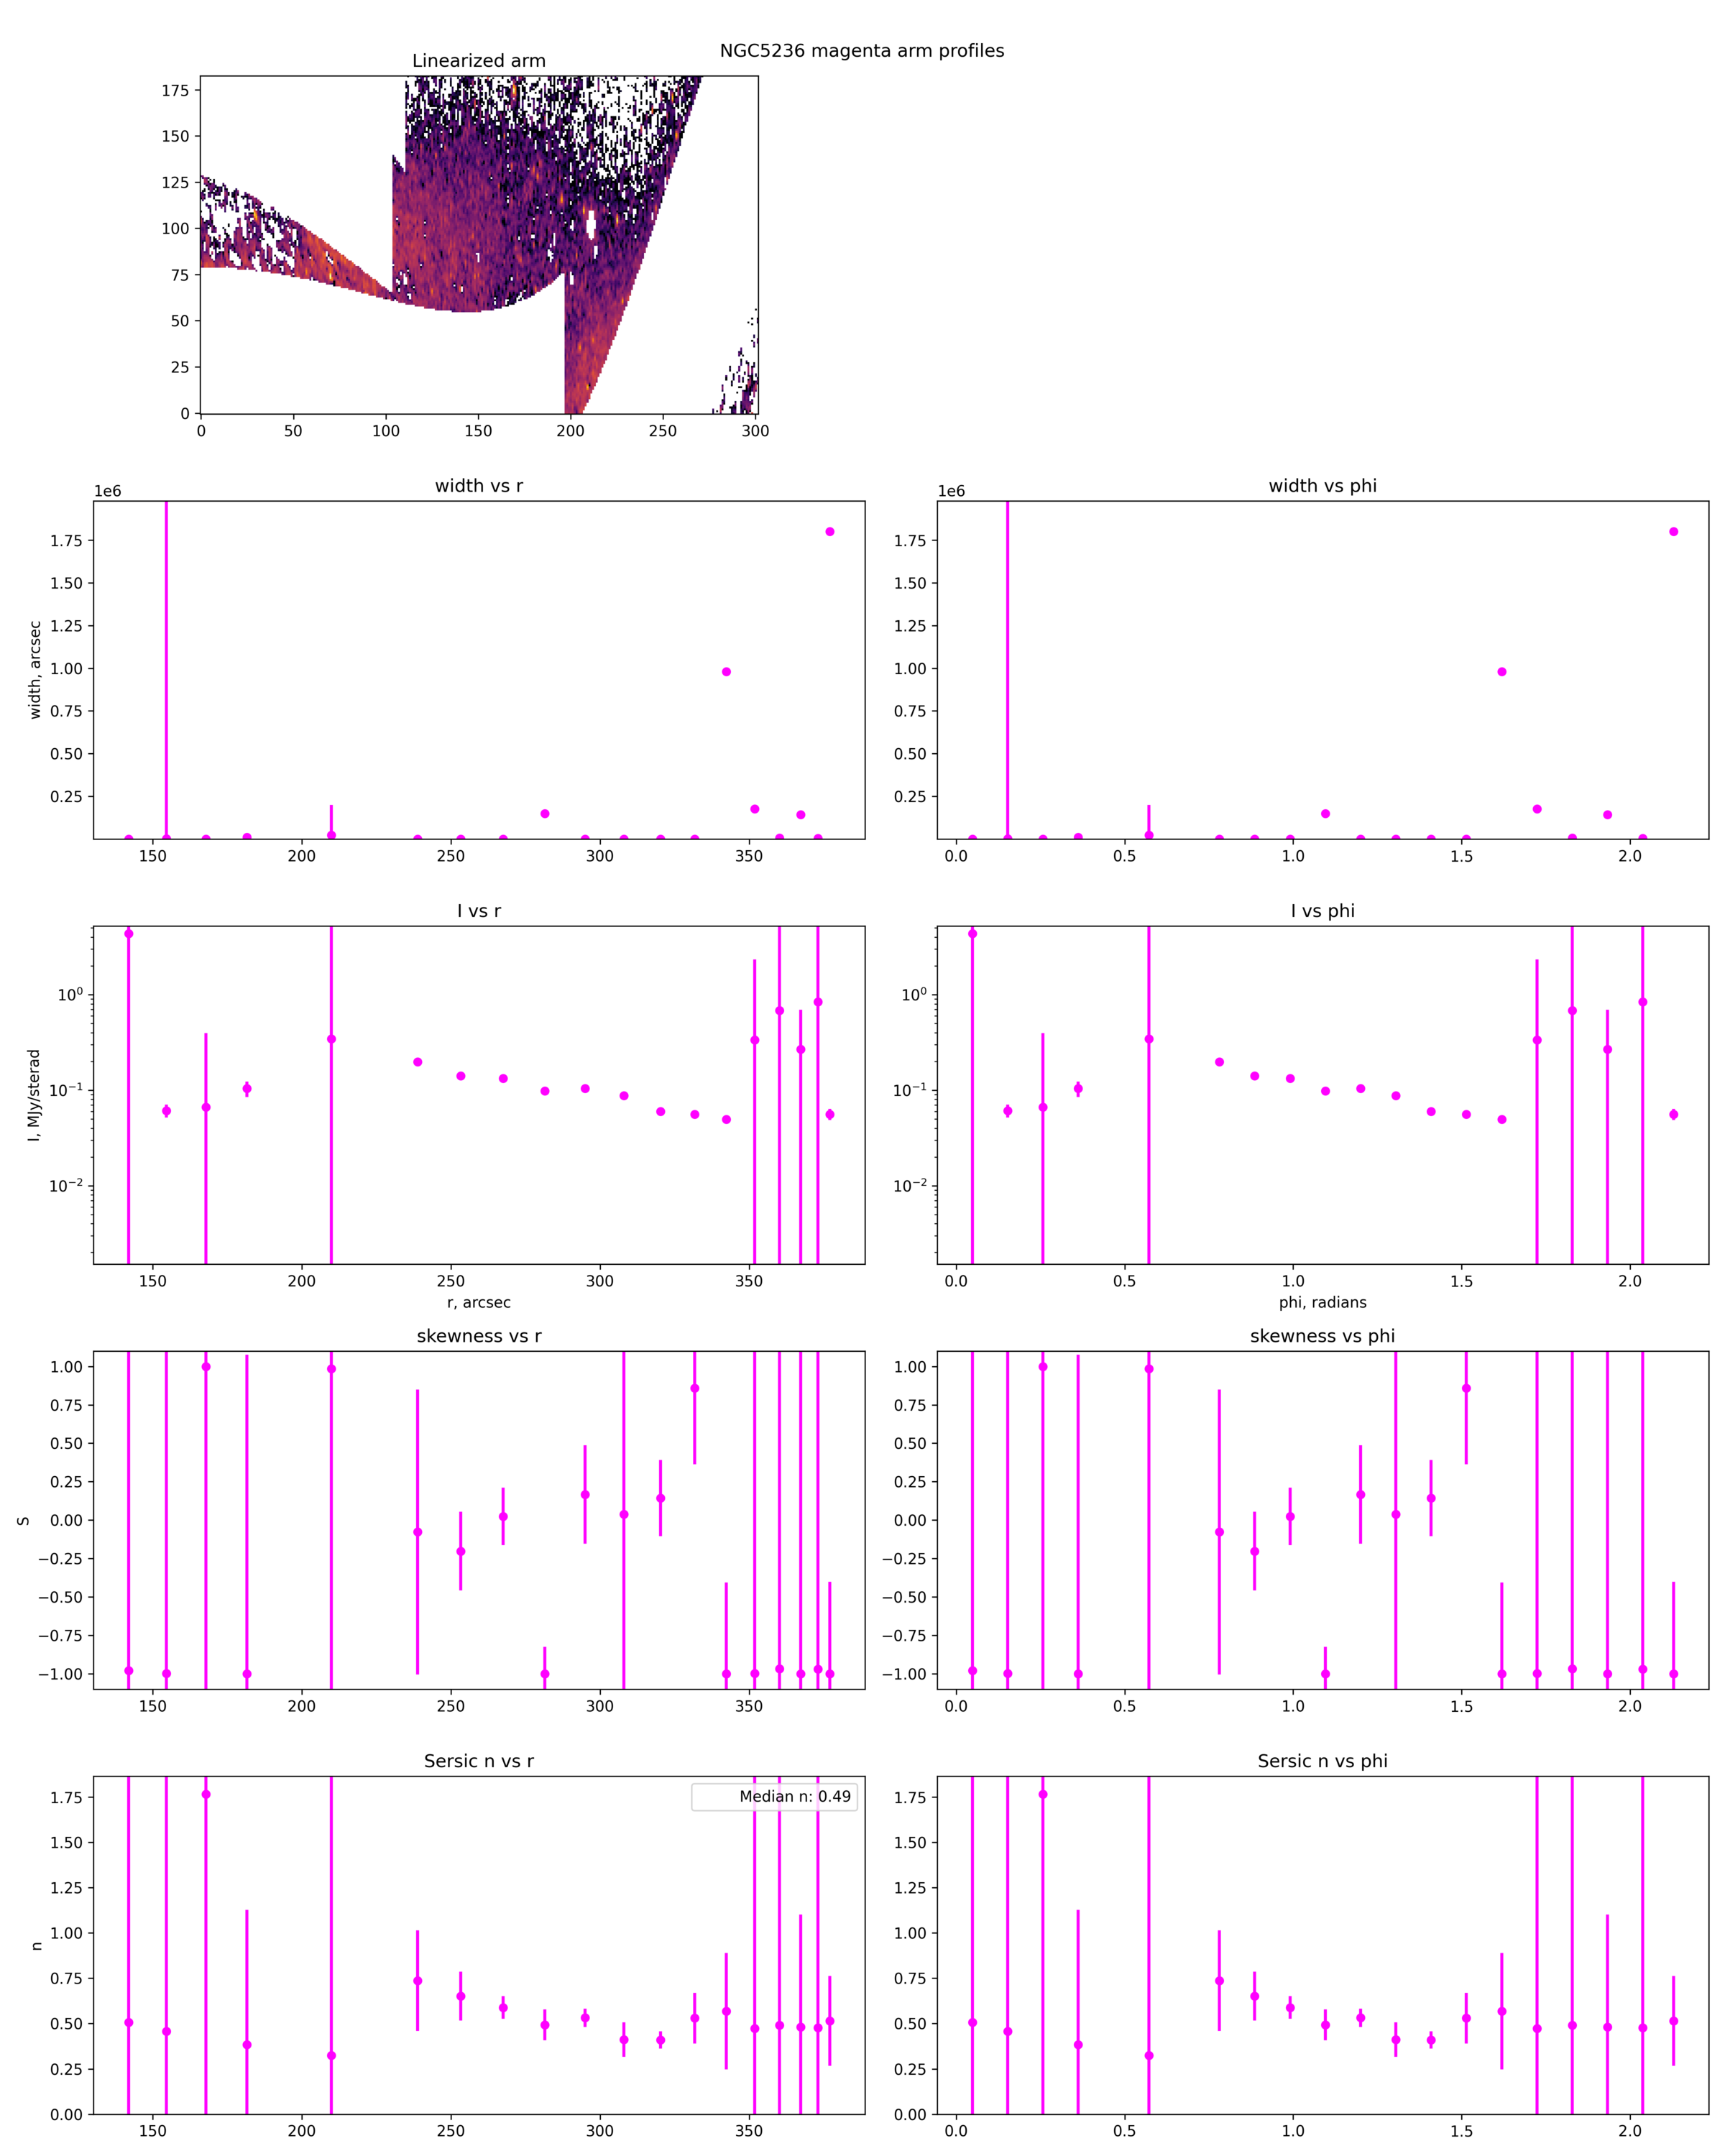 NGC5236 magenta arm profiles
Linearized arm
175
150
125
100
75
50
25
0
0 50 100 150 200 250 300
width vs r
width vs phi
1e6
1e6
1.75
1.50
1.25
1.00
0.75
0.50
0.25
width, arcsec
150 200 250 300 350
1.75
1.50
1.25
1.00
0.75
0.50
0.25
0.0 0.5 1.0 1.5 2.0
I vs r
I vs phi
10⁰
10⁻¹
10⁻²
I, MJy/sterad
150 200 250 300 350
r, arcsec
10⁰
10⁻¹
10⁻²
0.0 0.5 1.0 1.5 2.0
phi, radians
skewness vs r
skewness vs phi
1.00
0.75
0.50
0.25
0.00
−0.25
−0.50
−0.75
−1.00
S
150 200 250 300 350
1.00
0.75
0.50
0.25
0.00
−0.25
−0.50
−0.75
−1.00
0.0 0.5 1.0 1.5 2.0
Sersic n vs r
Sersic n vs phi
Median n: 0.49
1.75
1.50
1.25
1.00
0.75
0.50
0.25
0.00
n
150 200 250 300 350
1.75
1.50
1.25
1.00
0.75
0.50
0.25
0.00
0.0 0.5 1.0 1.5 2.0